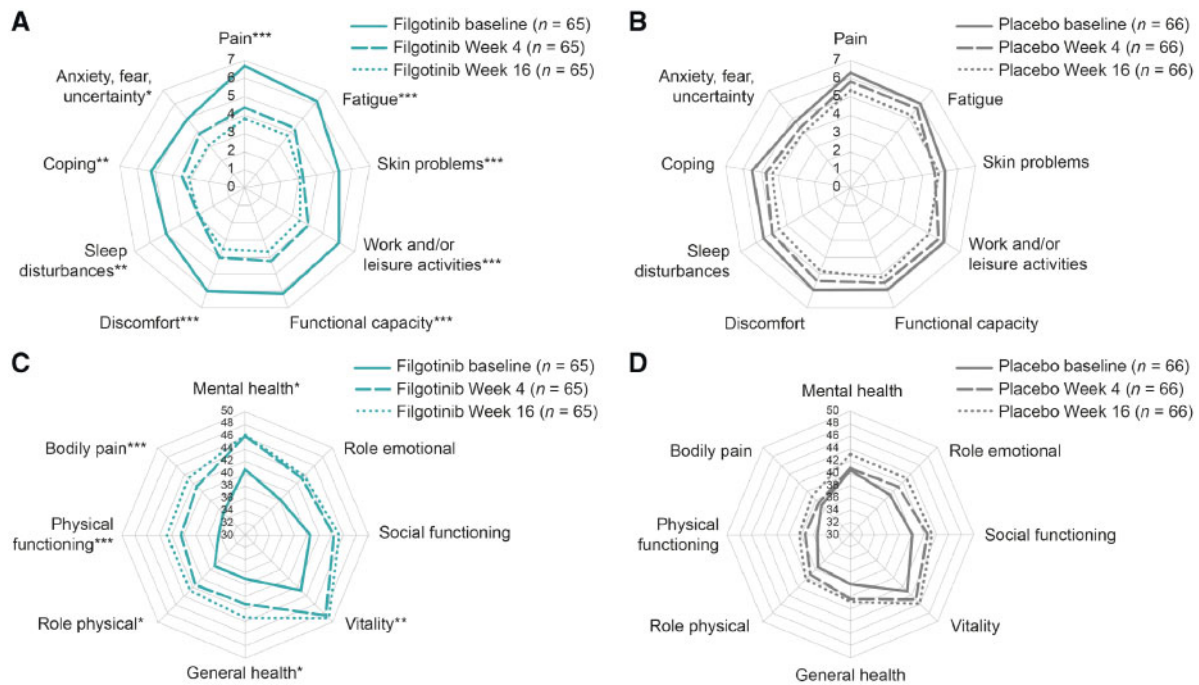 A
Filgotinib baseline (n = 65)
Filgotinib Week 4 (n = 65)
Filgotinib Week 16 (n = 65)
Pain***
Fatigue***
Skin problems***
Work and/or
leisure activities***
Functional capacity***
Discomfort***
Sleep
disturbances**
Coping**
Anxiety, fear,
uncertainty*
7
6
5
4
3
2
1
0
B
Placebo baseline (n = 66)
Placebo Week 4 (n = 66)
Placebo Week 16 (n = 66)
Pain
Fatigue
Skin problems
Work and/or
leisure activities
Functional capacity
Discomfort
Sleep
disturbances
Coping
Anxiety, fear,
uncertainty
7
6
5
4
3
2
1
0
C
Filgotinib baseline (n = 65)
Filgotinib Week 4 (n = 65)
Filgotinib Week 16 (n = 65)
Mental health*
Role emotional
Social functioning
Vitality**
General health*
Role physical*
Physical
functioning***
Bodily pain***
50
48
46
44
42
40
38
36
34
32
30
D
Placebo baseline (n = 66)
Placebo Week 4 (n = 66)
Placebo Week 16 (n = 66)
Mental health
Role emotional
Social functioning
Vitality
General health
Role physical
Physical
functioning
Bodily pain
50
48
46
44
42
40
38
36
34
32
30